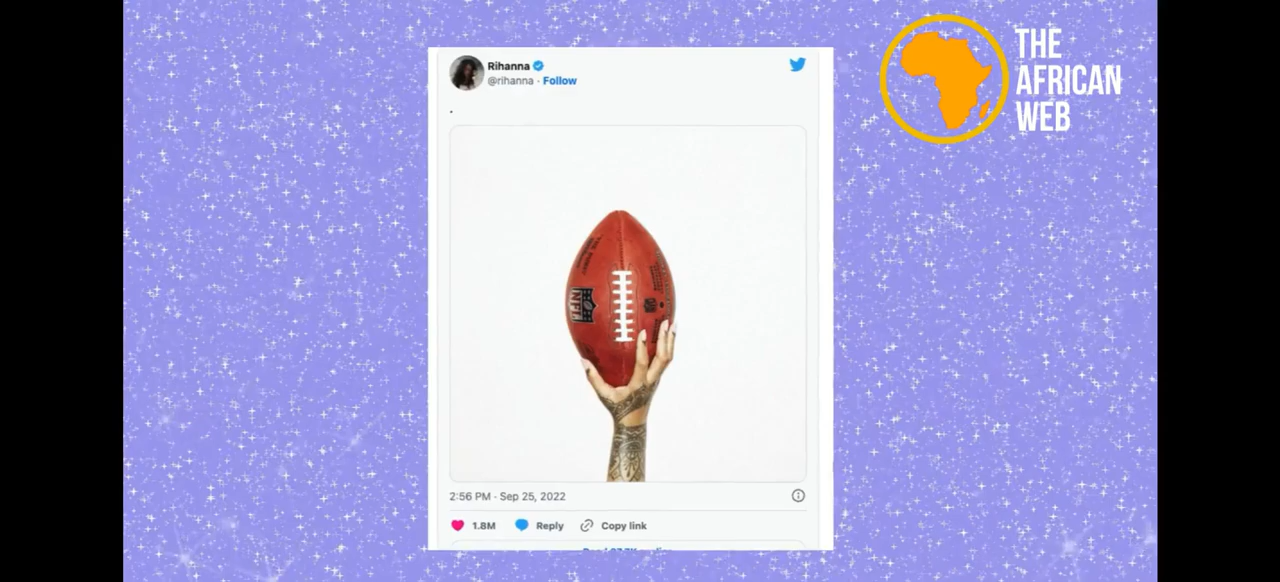 THE
AFRICAN
WEB
Rihanna
@rihanna · Follow
.
NFL
2:56 PM · Sep 25, 2022
1.8M Reply Copy link